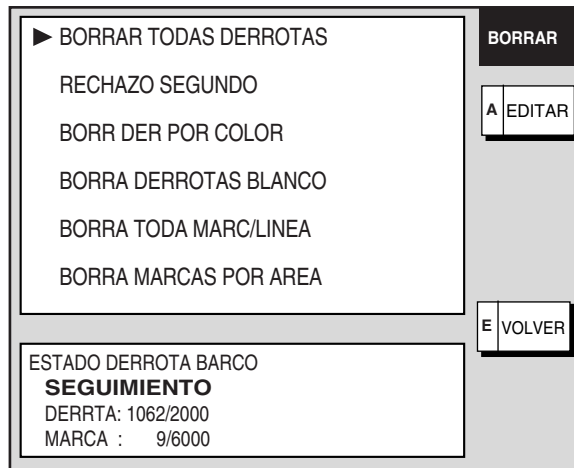 ▶ BORRAR TODAS DERROTAS
RECHAZO SEGUNDO
BORR DER POR COLOR
BORRA DERROTAS BLANCO
BORRA TODA MARC/LINEA
BORRA MARCAS POR AREA
BORRAR
A EDITAR
E VOLVER
ESTADO DERROTA BARCO
SEGUIMIENTO
DERRTA: 1062/2000
MARCA : 9/6000